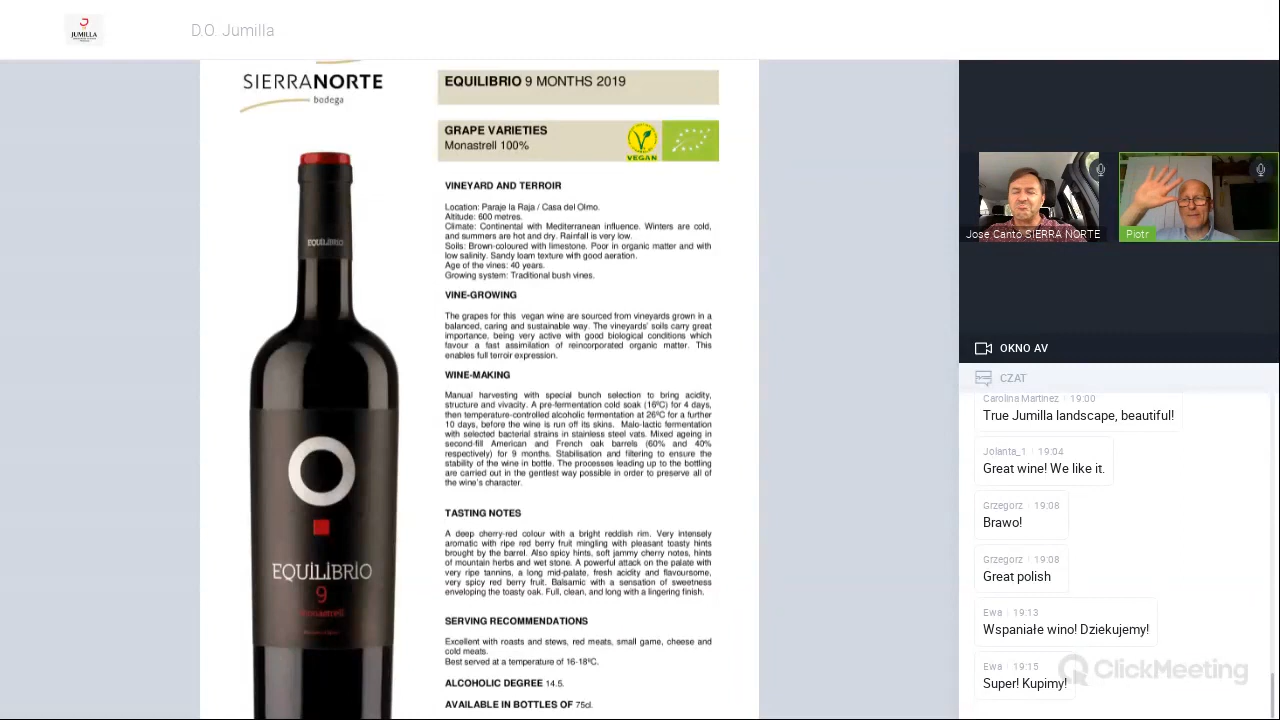 JUMILLA
D.O. Jumilla
SIERRANORTE
bodega
EQUILIBRIO 9 MONTHS 2019
GRAPE VARIETIES
Monastrell 100%
VEGAN
VINEYARD AND TERROIR
Location: Paraje la Raja / Casa del Olmo.
Altitude: 600 metres.
Climate: Continental with Mediterranean influence. Winters are cold,
and summers are hot and dry. Rainfall is very low.
Soils: Brown-coloured with limestone. Poor in organic matter and with
low salinity. Sandy loam texture with good aeration.
Age of the vines: 40 years.
Growing system: Traditional bush vines.
VINE-GROWING
The grapes for this vegan wine are sourced from vineyards grown in a
balanced, caring and sustainable way. The vineyards' soils carry great
importance, being very active with good biological conditions which
favour a fast assimilation of reincorporated organic matter. This
enables full terroir expression.
WINE-MAKING
Manual harvesting with special bunch selection to bring acidity,
structure and vivacity. A pre-fermentation cold soak (16ºC) for 4 days,
then temperature-controlled alcoholic fermentation at 26ºC for a further
10 days, before the wine is run off its skins. Malo-lactic fermentation
with selected bacterial strains in stainless steel vats. Mixed ageing in
second-fill American and French oak barrels (60% and 40%
respectively) for 9 months. Stabilisation and filtering to ensure the
stability of the wine in bottle. The processes leading up to the bottling
are carried out in the gentlest way possible in order to preserve all of
the wine's character.
TASTING NOTES
A deep cherry-red colour with a bright reddish rim. Very intensely
aromatic with ripe red berry fruit mingling with pleasant toasty hints
brought by the barrel. Also spicy hints, soft jammy cherry notes, hints
of mountain herbs and wet stone. A powerful attack on the palate with
very ripe tannins, a long mid-palate, fresh acidity and flavoursome,
very spicy red berry fruit. Balsamic with a sensation of sweetness
enveloping the toasty oak. Full, clean, and long with a lingering finish.
SERVING RECOMMENDATIONS
Excellent with roasts and stews, red meats, small game, cheese and
cold meats.
Best served at a temperature of 16-18ºC.
ALCOHOLIC DEGREE 14.5.
AVAILABLE IN BOTTLES OF 75cl.
EQUILIBRIO
EQUILIBRIO
9
Monastrell
Jose Canto SIERRA NORTE
Piotr
OKNO AV
CZAT
Carolina Martinez 19:00
True Jumilla landscape, beautiful!
Jolanta_1 19:04
Great wine! We like it.
Grzegorz 19:08
Brawo!
Grzegorz 19:08
Great polish
Ewa 19:13
Wspaniałe wino! Dziekujemy!
Ewa 19:15
Super! Kupimy!
ClickMeeting